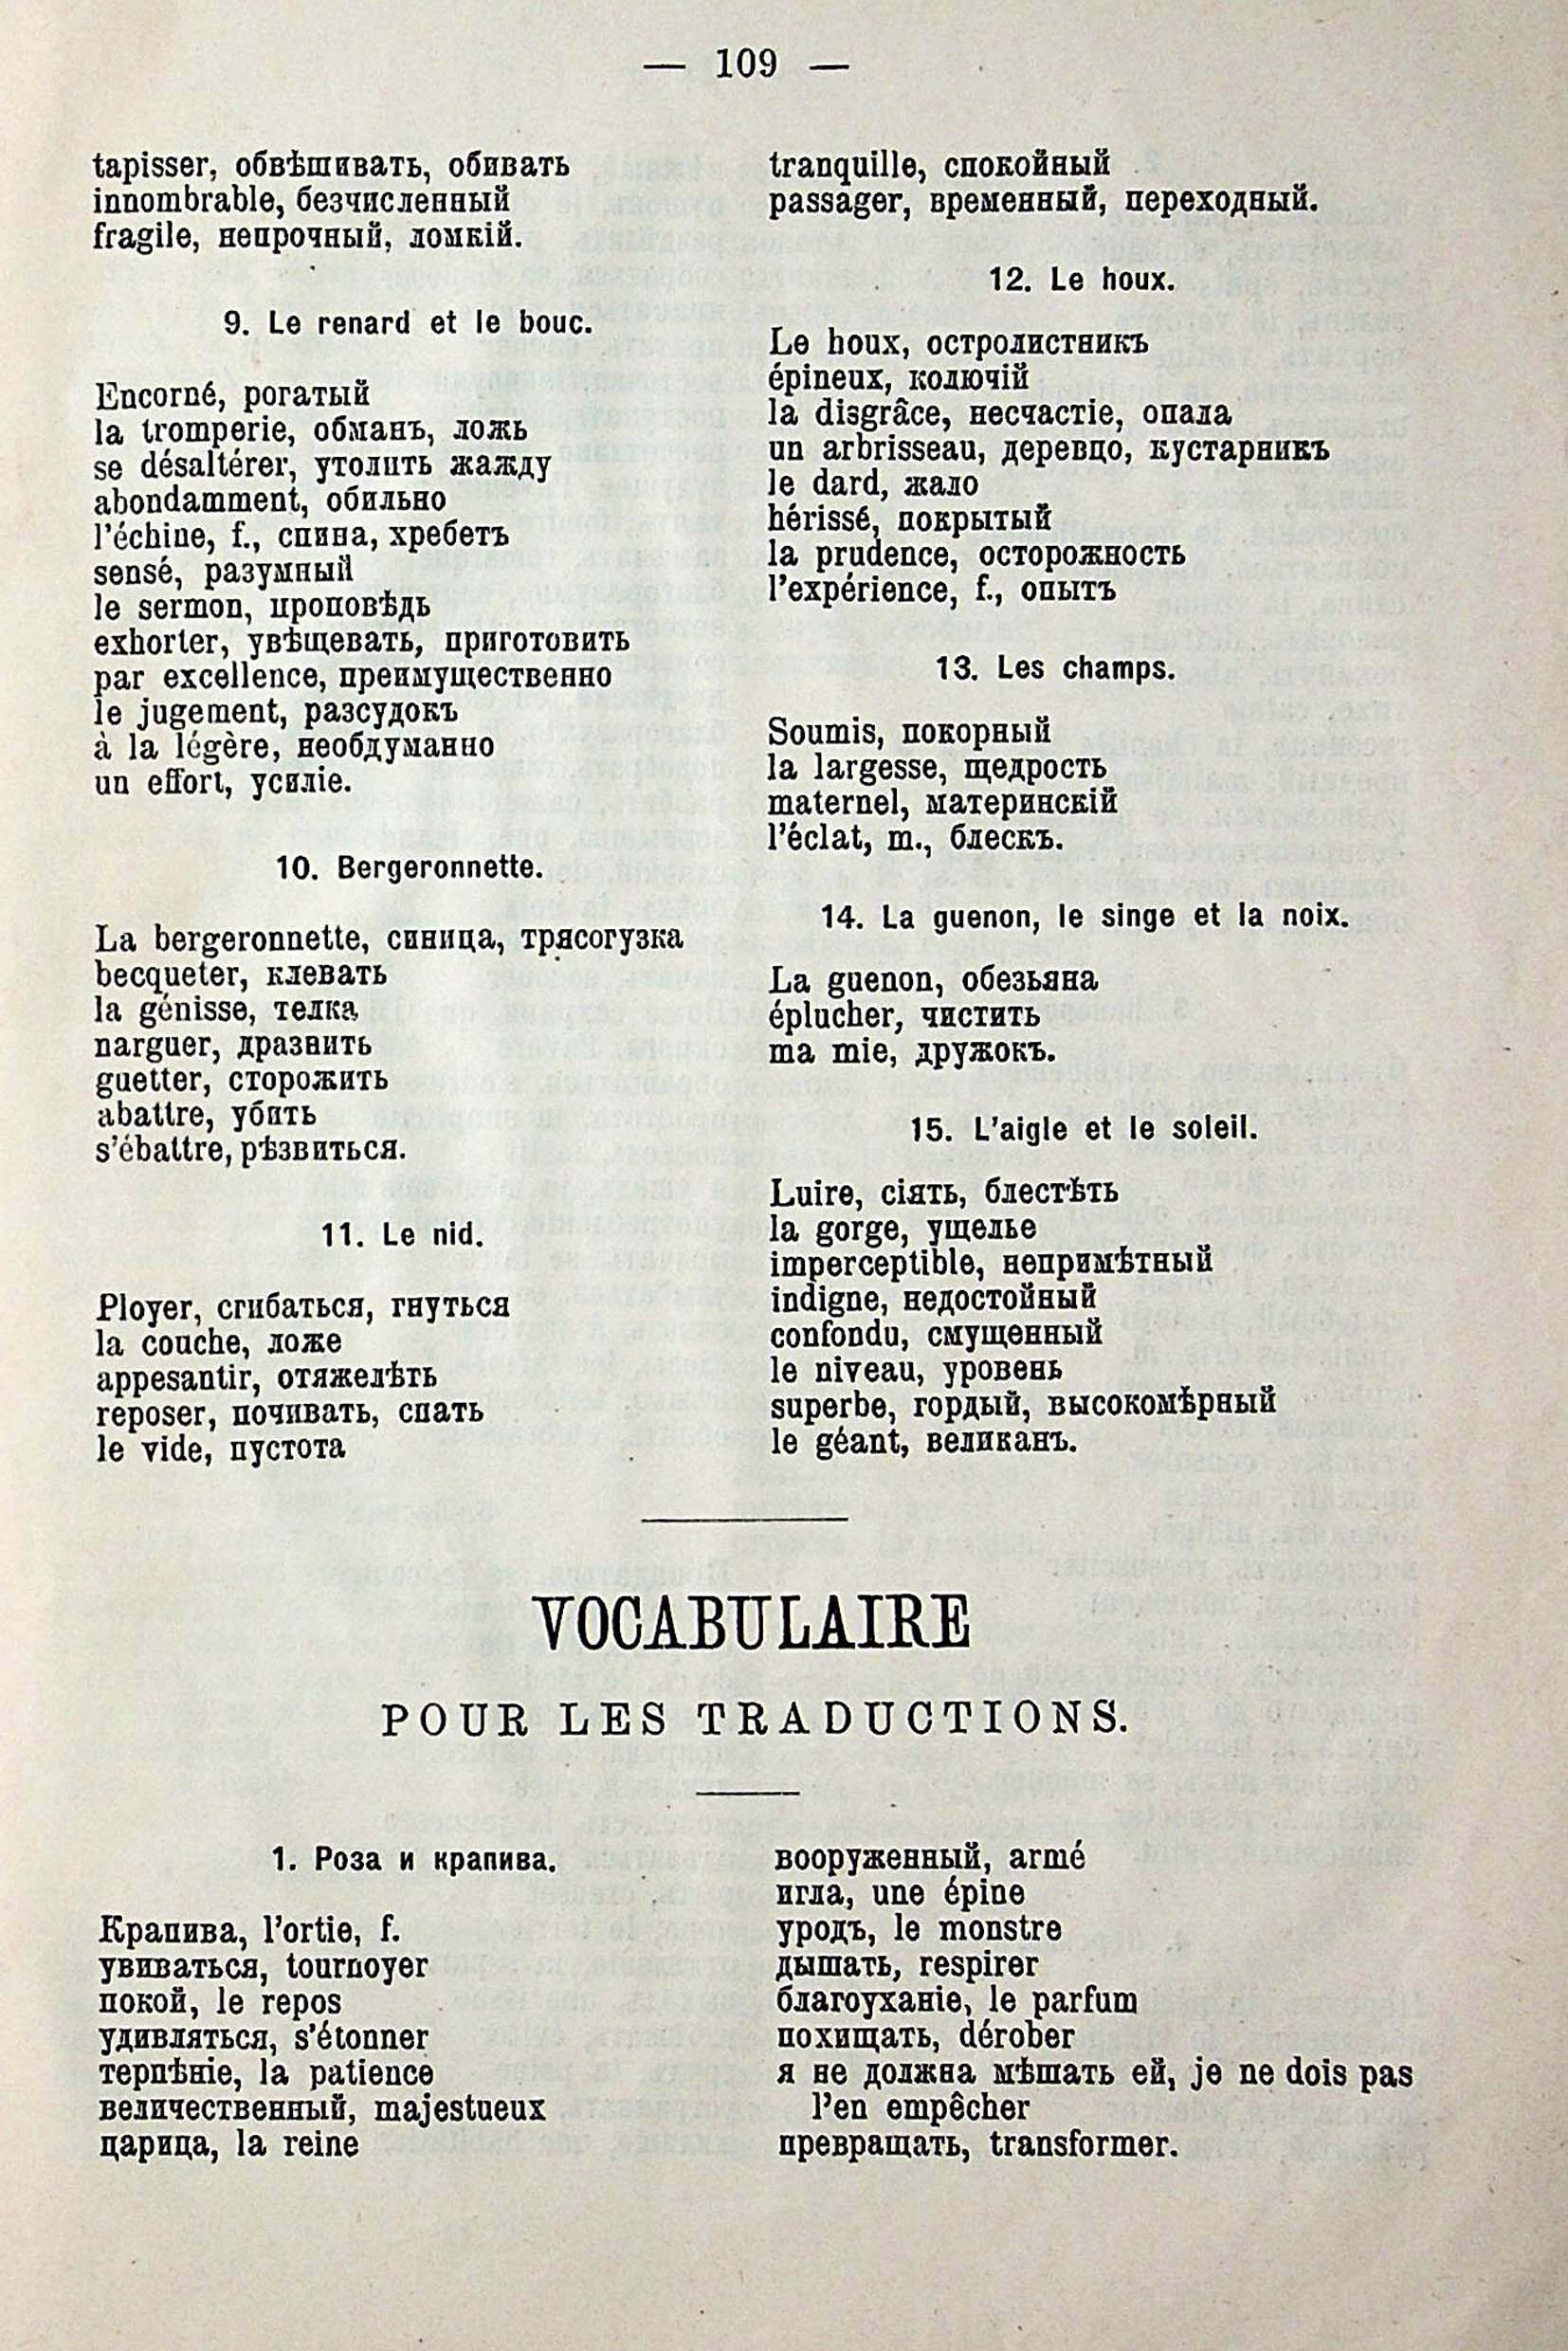 — 109 —
tapisser, обвѣшивать, обивать
innombrable, безчисленный
fragile, непрочный, ломкій.
9. Le renard et le bouc.
Encorné, рогатый
la tromperie, обманъ, ложь
se désaltérer, утолить жажду
abondamment, обильно
l'échine, f., спина, хребетъ
sensé, разумный
le sermon, проповѣдь
exhorter, увѣщевать, приготовить
par excellence, преимущественно
le jugement, разсудокъ
à la légère, необдуманно
un effort, усиліе.
10. Bergeronnette.
La bergeronnette, синица, трясогузка
becqueter, клевать
la génisse, телка
narguer, дразнить
guetter, сторожить
abattre, убить
s'ébattre, рѣзвиться.
11. Le nid.
Ployer, сгибаться, гнуться
la couche, ложе
appesantir, отяжелѣть
reposer, почивать, спать
le vide, пустота
tranquille, спокойный
passager, временный, переходный.
12. Le houx.
Le houx, остролистникъ
épineux, колючій
la disgrâce, несчастіе, опала
un arbrisseau, деревцо, кустарникъ
le dard, жало
hérissé, покрытый
la prudence, осторожность
l'expérience, f., опытъ
13. Les champs.
Soumis, покорный
la largesse, щедрость
maternel, материнскій
l'éclat, m., блескъ.
14. La guenon, le singe et la noix.
La guenon, обезьяна
éplucher, чистить
ma mie, дружокъ.
15. L'aigle et le soleil.
Luire, сіять, блестѣть
la gorge, ущелье
imperceptible, непримѣтный
indigne, недостойный
confondu, смущенный
le niveau, уровень
superbe, гордый, высокомѣрный
le géant, великанъ.
VOCABULAIRE
POUR LES TRADUCTIONS.
1. Роза и крапива.
Крапива, l'ortie, f.
увиваться, tournoyer
покой, le repos
удивляться, s'étonner
терпѣніе, la patience
величественный, majestueux
царица, la reine
вооруженный, armé
игла, une épine
уродъ, le monstre
дышать, respirer
благоуханіе, le parfum
похищать, dérober
я не должна мѣшать ей, je ne dois pas
l'en empêcher
превращать, transformer.